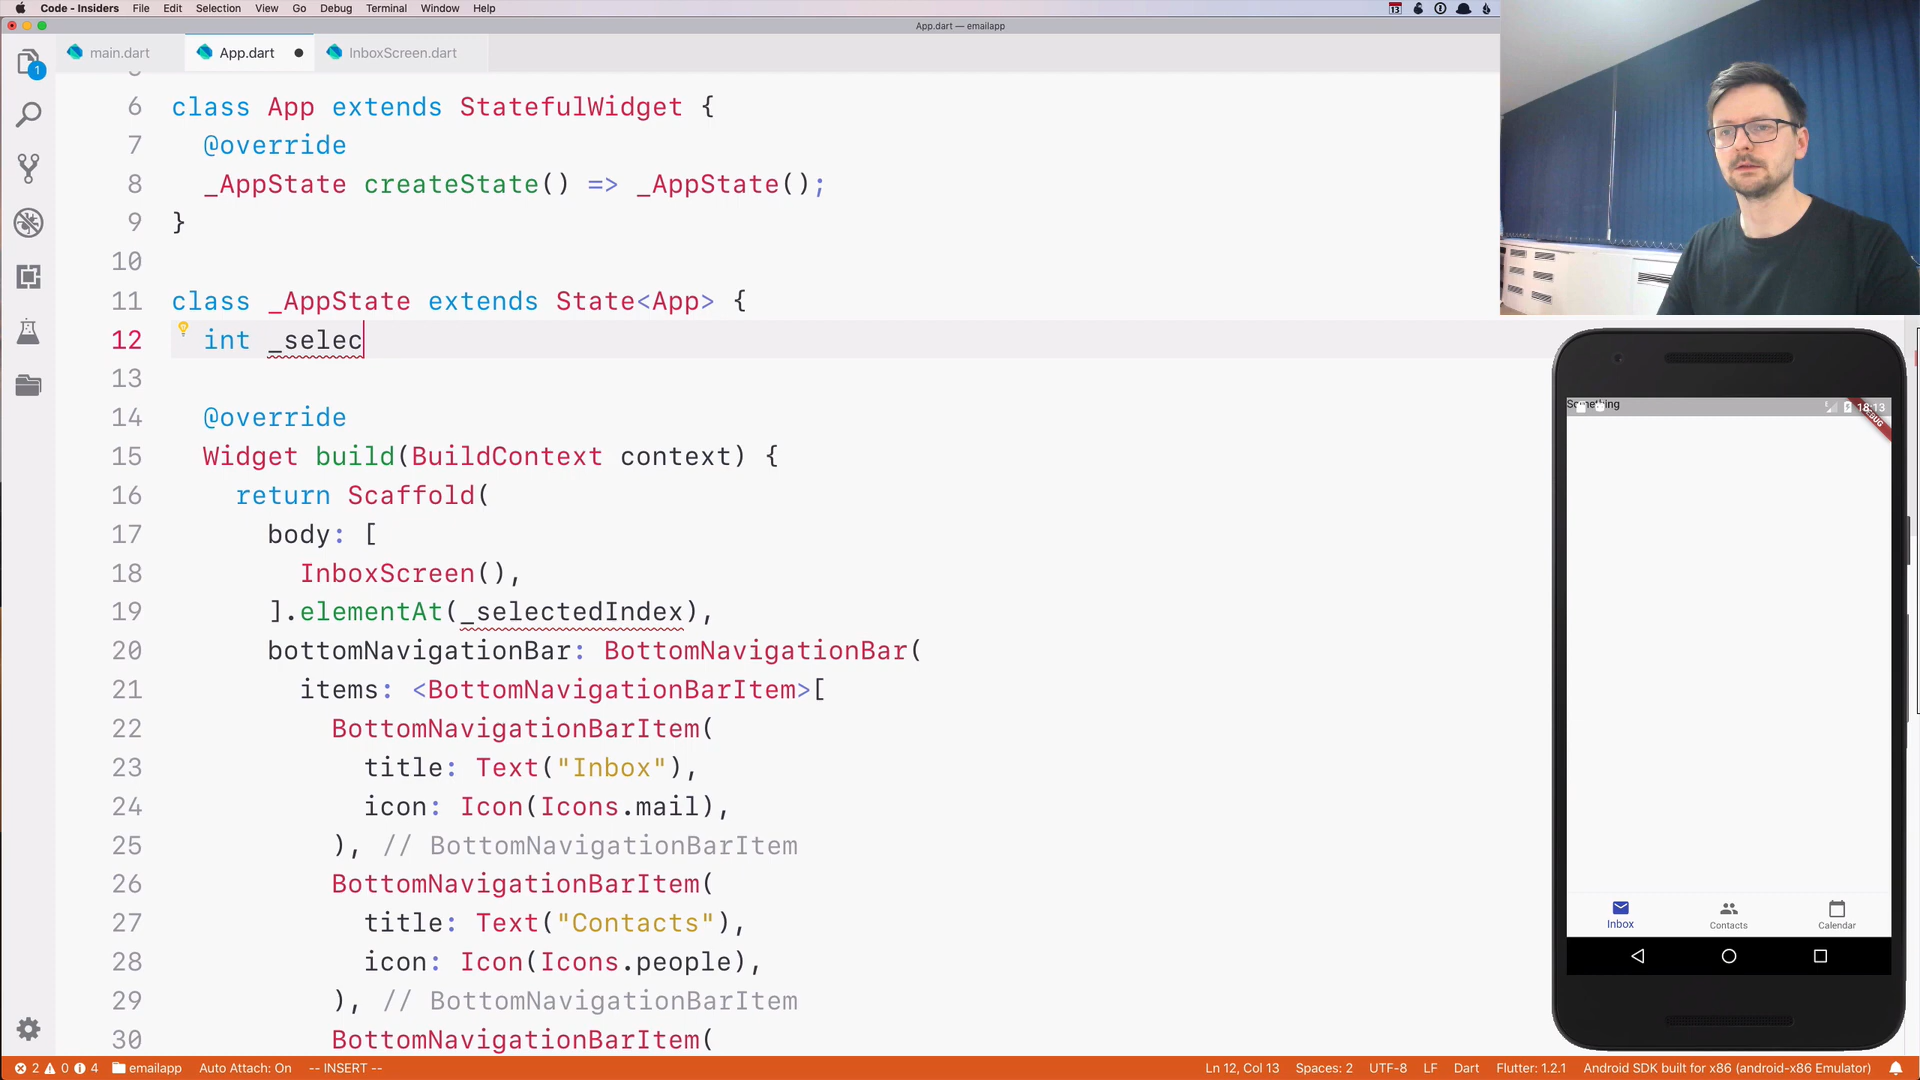 Code - Insiders File Edit Selection View Go Debug Terminal Window Help
13
App.dart — emailapp
main.dart App.dart InboxScreen.dart
1
6 class App extends StatefulWidget {
7 @override
8 _AppState createState() => _AppState();
9 }
10
11 class _AppState extends State<App> {
12 int _selec
13
14 @override
15 Widget build(BuildContext context) {
16 return Scaffold(
17 body: [
18 InboxScreen(),
19 ].elementAt(_selectedIndex),
20 bottomNavigationBar: BottomNavigationBar(
21 items: <BottomNavigationBarItem>[
22 BottomNavigationBarItem(
23 title: Text("Inbox"),
24 icon: Icon(Icons.mail),
25 ), // BottomNavigationBarItem
26 BottomNavigationBarItem(
27 title: Text("Contacts"),
28 icon: Icon(Icons.people),
29 ), // BottomNavigationBarItem
30 BottomNavigationBarItem(
Something 18:13
Inbox Contacts Calendar
2 0 4 emailapp Auto Attach: On -- INSERT -- Ln 12, Col 13 Spaces: 2 UTF-8 LF Dart Flutter: 1.2.1 Android SDK built for x86 (android-x86 Emulator)